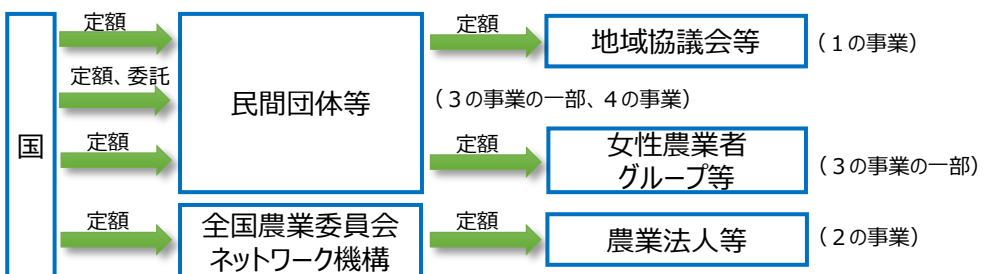 定額
定額
地域協議会等
（１の事業）
定額、委託
民間団体等
（３の事業の一部、４の事業）
国
定額
定額
女性農業者
グループ等
（３の事業の一部）
定額
全国農業委員会
ネットワーク機構
定額
農業法人等
（２の事業）